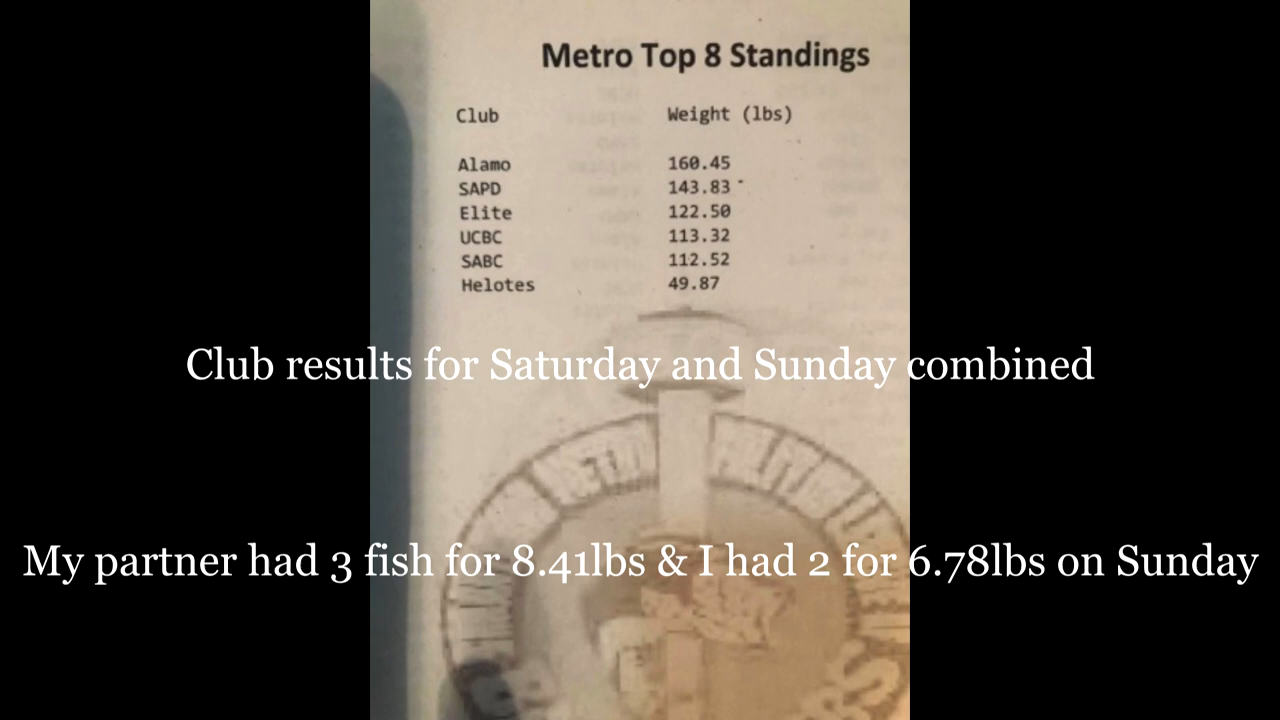 Metro Top 8 Standings
Club Weight (lbs)
Alamo 160.45
SAPD 143.83
Elite 122.50
UCBC 113.32
SABC 112.52
Helotes 49.87
Club results for Saturday and Sunday combined
My partner had 3 fish for 8.41lbs & I had 2 for 6.78lbs on Sunday